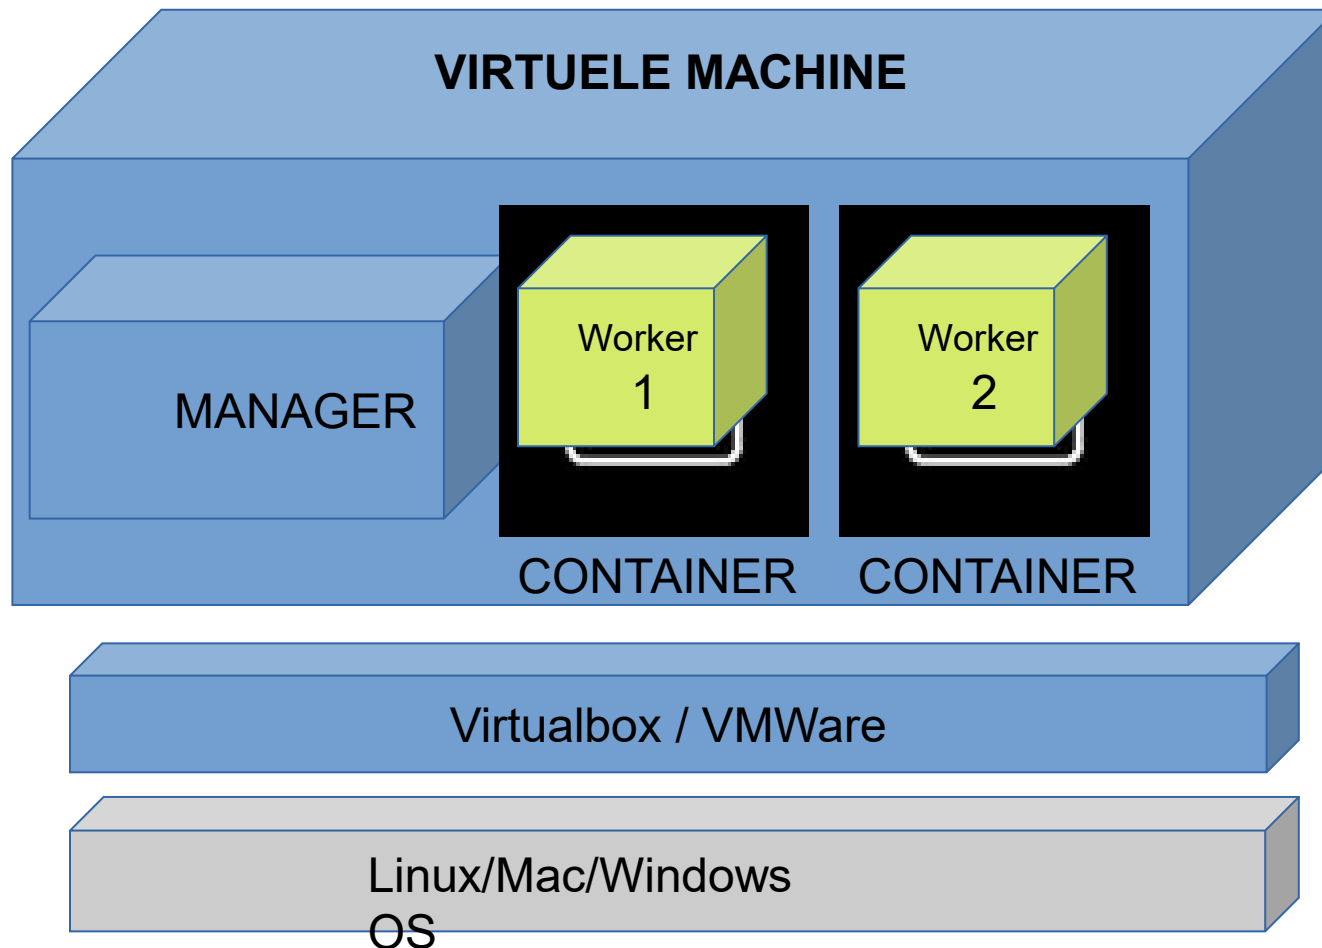 VIRTUELE MACHINE
MANAGER
Worker
1
Worker
2
CONTAINER
CONTAINER
Virtualbox / VMWare
Linux/Mac/Windows
OS